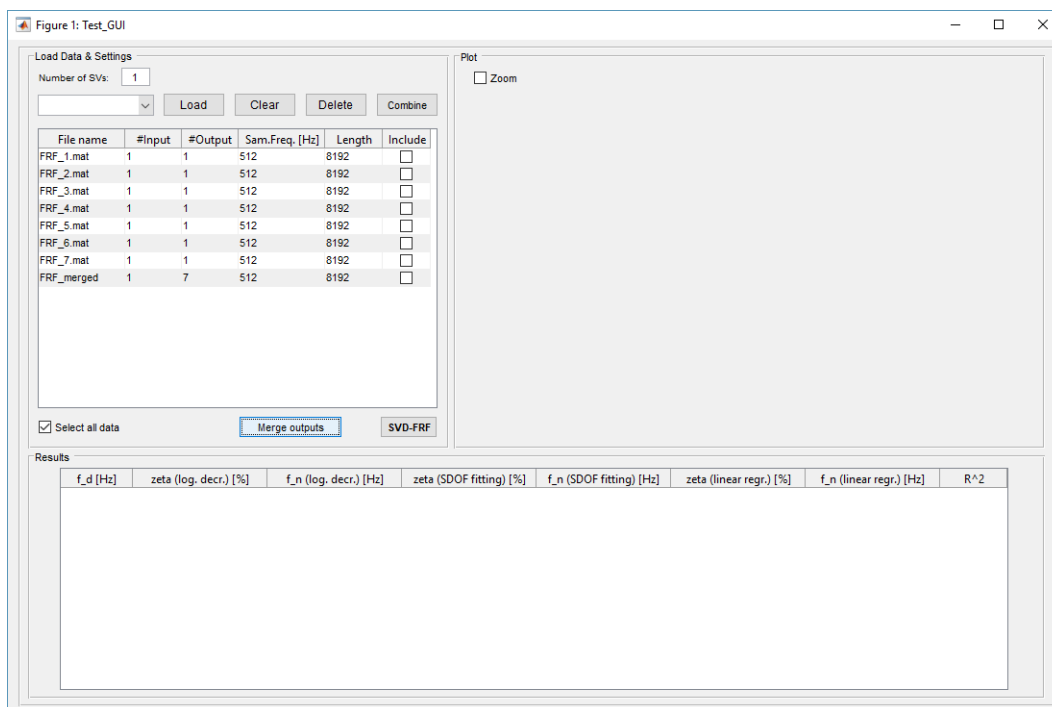 Figure 1: Test_GUI
Load Data & Settings
Number of SVs: 1
Load Clear Delete Combine
File name #Input #Output Sam.Freq. [Hz] Length Include
FRF_1.mat 1 1 512 8192
FRF_2.mat 1 1 512 8192
FRF_3.mat 1 1 512 8192
FRF_4.mat 1 1 512 8192
FRF_5.mat 1 1 512 8192
FRF_6.mat 1 1 512 8192
FRF_7.mat 1 1 512 8192
FRF_merged 1 7 512 8192
Select all data Merge outputs SVD-FRF
Plot
Zoom
Results
f_d [Hz] zeta (log. decr.) [%] f_n (log. decr.) [Hz] zeta (SDOF fitting) [%] f_n (SDOF fitting) [Hz] zeta (linear regr.) [%] f_n (linear regr.) [Hz] R^2